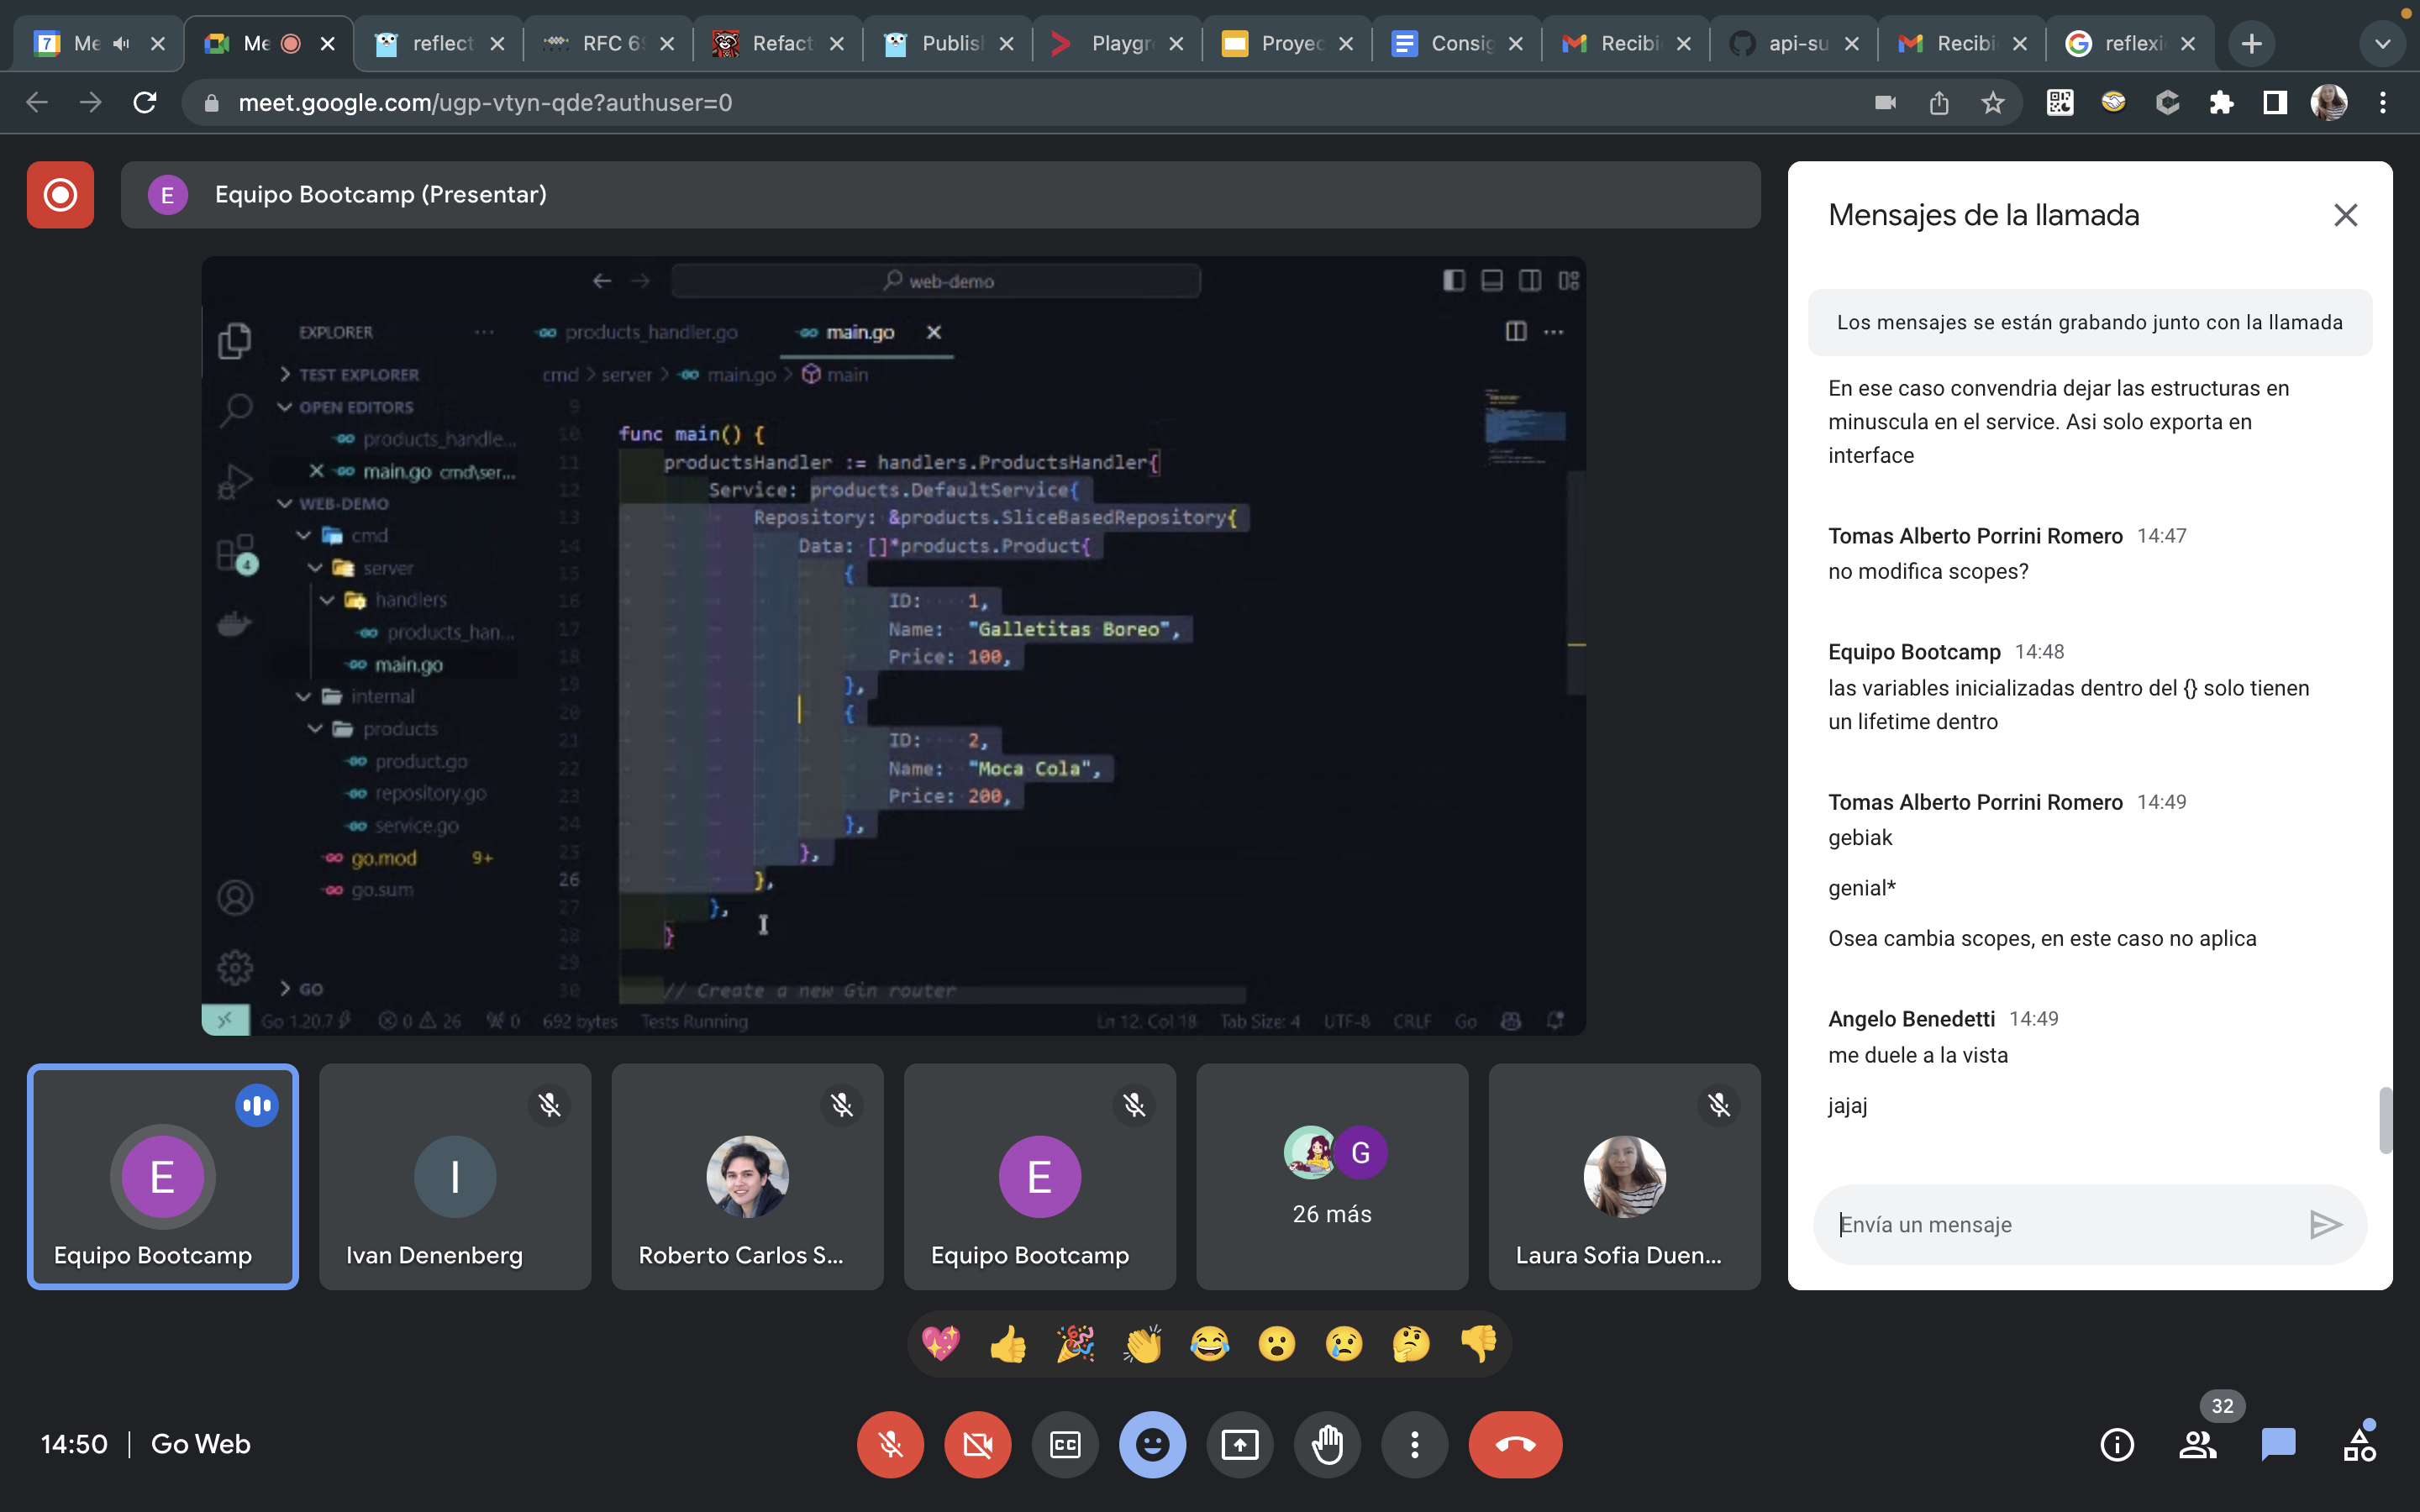 7 Me
Me
reflect
RFC 6
Refact
Publis
Playgr
Proye
Consig
Recibi
api-su
Recibi
reflexi
meet.google.com/ugp-vtyn-qde?authuser=0
E Equipo Bootcamp (Presentar)
web-demo
EXPLORER
products_handler.go
main.go
TEST EXPLORER
cmd > server > main.go > main
OPEN EDITORS
products_handle...
main.go cmd\ser...
WEB-DEMO
cmd
server
handlers
products_han...
main.go
internal
products
product.go
repository.go
service.go
go.mod 9+
go.sum
GO
4
9
10 func main() {
11 productsHandler := handlers.ProductsHandler{
12 Service: products.DefaultService{
13 Repository: &products.SliceBasedRepository{
14 Data: []*products.Product{
15 {
16 ID: 1,
17 Name: "Galletitas Boreo",
18 Price: 100,
19 },
20 {
21 ID: 2,
22 Name: "Moca Cola",
23 Price: 200,
24 },
25 },
26 },
27 },
28 }
29
30 // Create a new Gin router
Go 1.20.7 0 26 0 692 bytes Tests Running Ln 12, Col 18 Tab Size: 4 UTF-8 CRLF Go
Mensajes de la llamada
Los mensajes se están grabando junto con la llamada
En ese caso convendria dejar las estructuras en
minuscula en el service. Asi solo exporta en
interface
Tomas Alberto Porrini Romero 14:47
no modifica scopes?
Equipo Bootcamp 14:48
las variables inicializadas dentro del {} solo tienen
un lifetime dentro
Tomas Alberto Porrini Romero 14:49
gebiak
genial*
Osea cambia scopes, en este caso no aplica
Angelo Benedetti 14:49
me duele a la vista
jajaj
Envía un mensaje
E
Equipo Bootcamp
I
Ivan Denenberg
Roberto Carlos S...
E
Equipo Bootcamp
G
26 más
Laura Sofia Duen...
14:50 | Go Web
CC
32